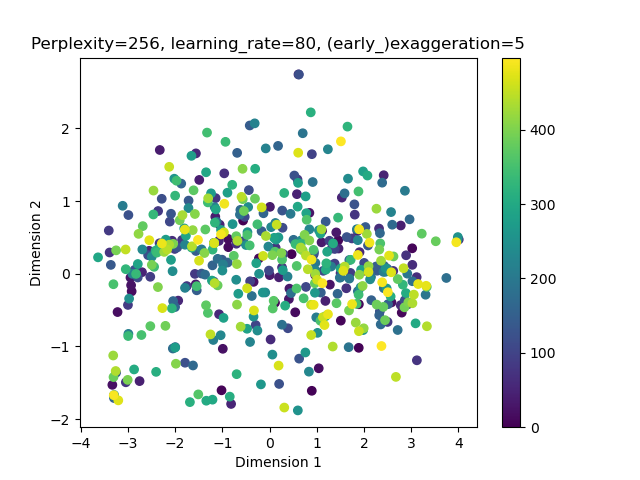 Perplexity=256, learning_rate=80, (early_)exaggeration=5
Dimension 2
2
1
0
−1
−2
−4 −3 −2 −1 0 1 2 3 4
Dimension 1
400
300
200
100
0